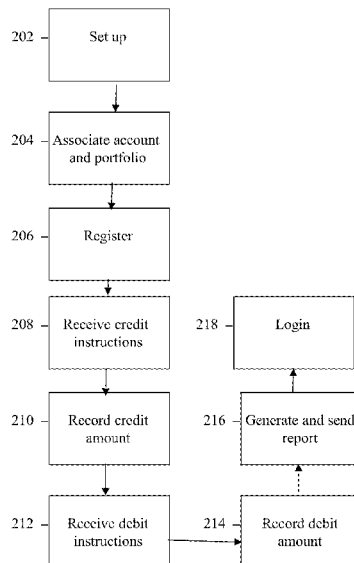 202
Set up
204
Associate account
and portfolio
206
Register
208
Receive credit
instructions
210
Record credit
amount
212
Receive debit
instructions
214
Record debit
amount
216
Generate and send
report
218
Login